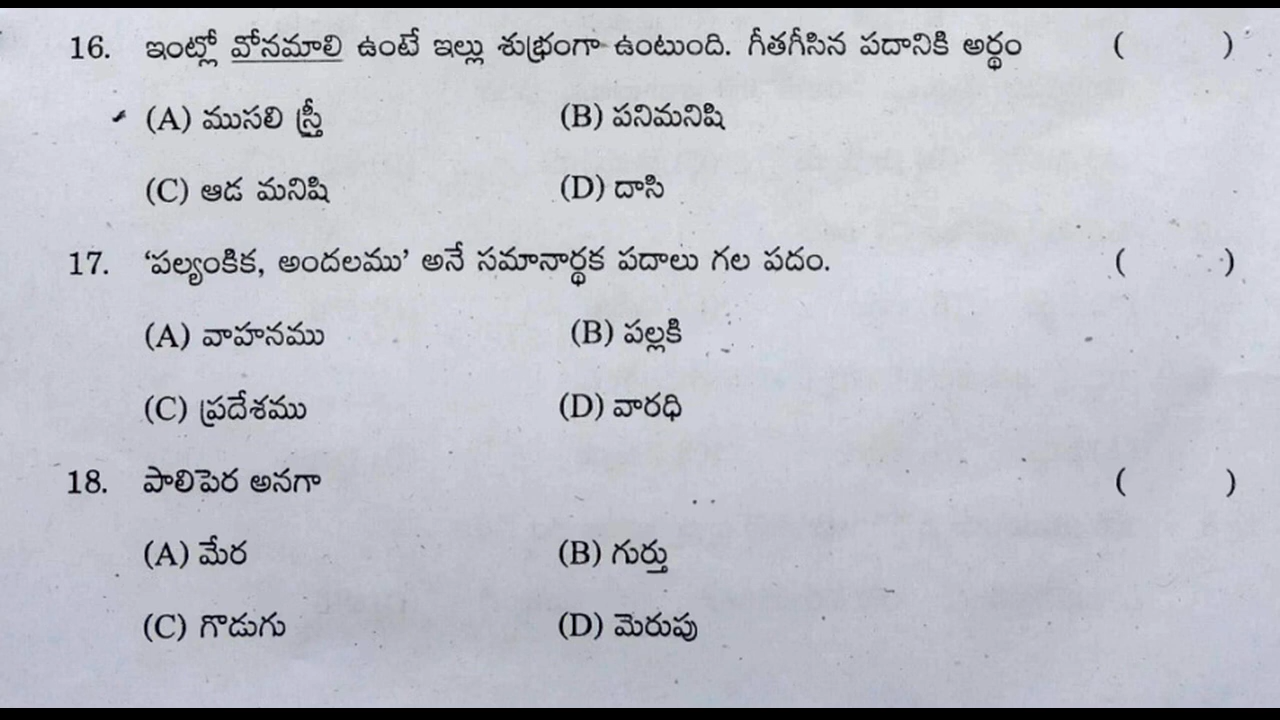 16. ఇంట్లో వోనమాలి ఉంటే ఇల్లు శుభ్రంగా ఉంటుంది. గీతగీసిన పదానికి అర్థం ( )
(A) ముసలి స్త్రీ (B) పనిమనిషి
(C) ఆడ మనిషి (D) దాసి
17. ‘పల్యంకిక, అందలము’ అనే సమానార్థక పదాలు గల పదం. ( )
(A) వాహనము (B) పల్లకి
(C) ప్రదేశము (D) వారధి
18. పాలిపెర అనగా ( )
(A) మేర (B) గుర్తు
(C) గొడుగు (D) మెరుపు